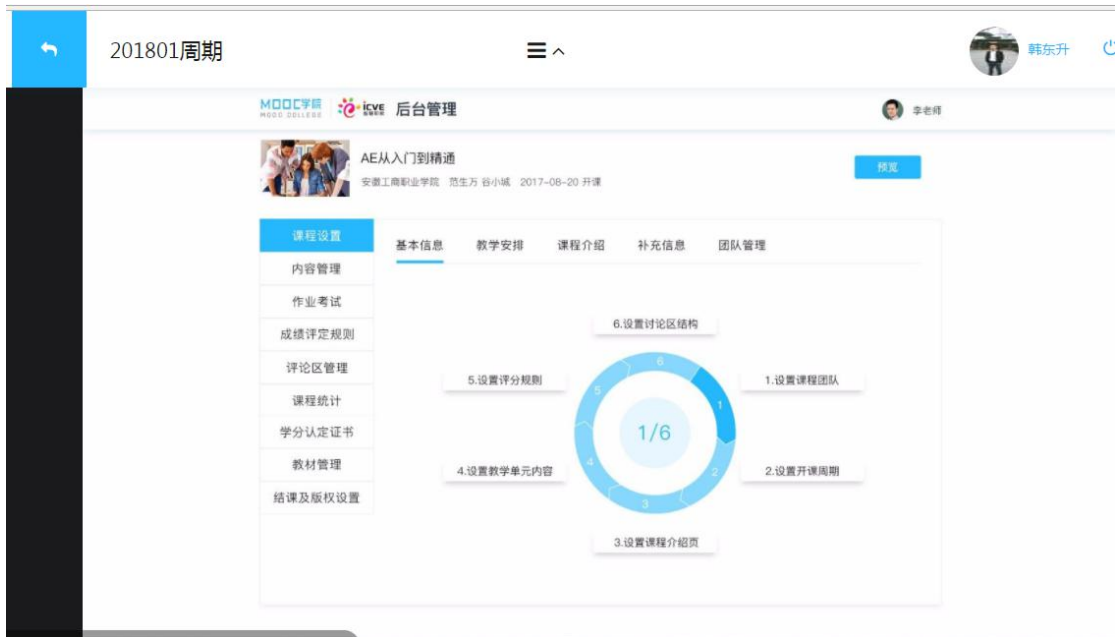 201801周期
韩东升
MOOC学院
MOOC COLLEGE
icve
后台管理
李老师
AE从入门到精通
安徽工商职业学院 范生万 谷小城 2017-08-20 开课
预览
课程设置
内容管理
作业考试
成绩评定规则
评论区管理
课程统计
学分认定证书
教材管理
结课及版权设置
基本信息 教学安排 课程介绍 补充信息 团队管理
6.设置讨论区结构
5.设置评分规则
1.设置课程团队
4.设置教学单元内容
2.设置开课周期
3.设置课程介绍页
6
5
1
1/6
4
2
3